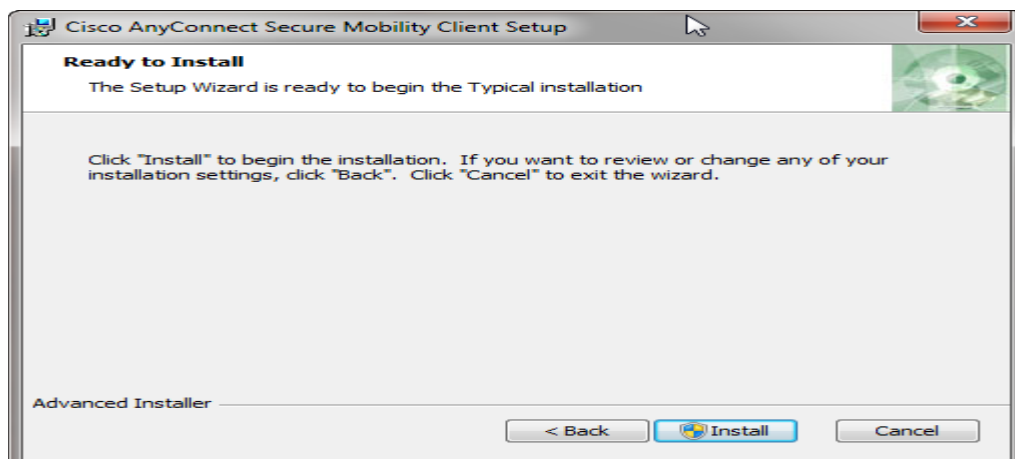 Cisco AnyConnect Secure Mobility Client Setup
Ready to Install
The Setup Wizard is ready to begin the Typical installation
Click "Install" to begin the installation.  If you want to review or change any of your
installation settings, click "Back".  Click "Cancel" to exit the wizard.
Advanced Installer
< Back Install Cancel